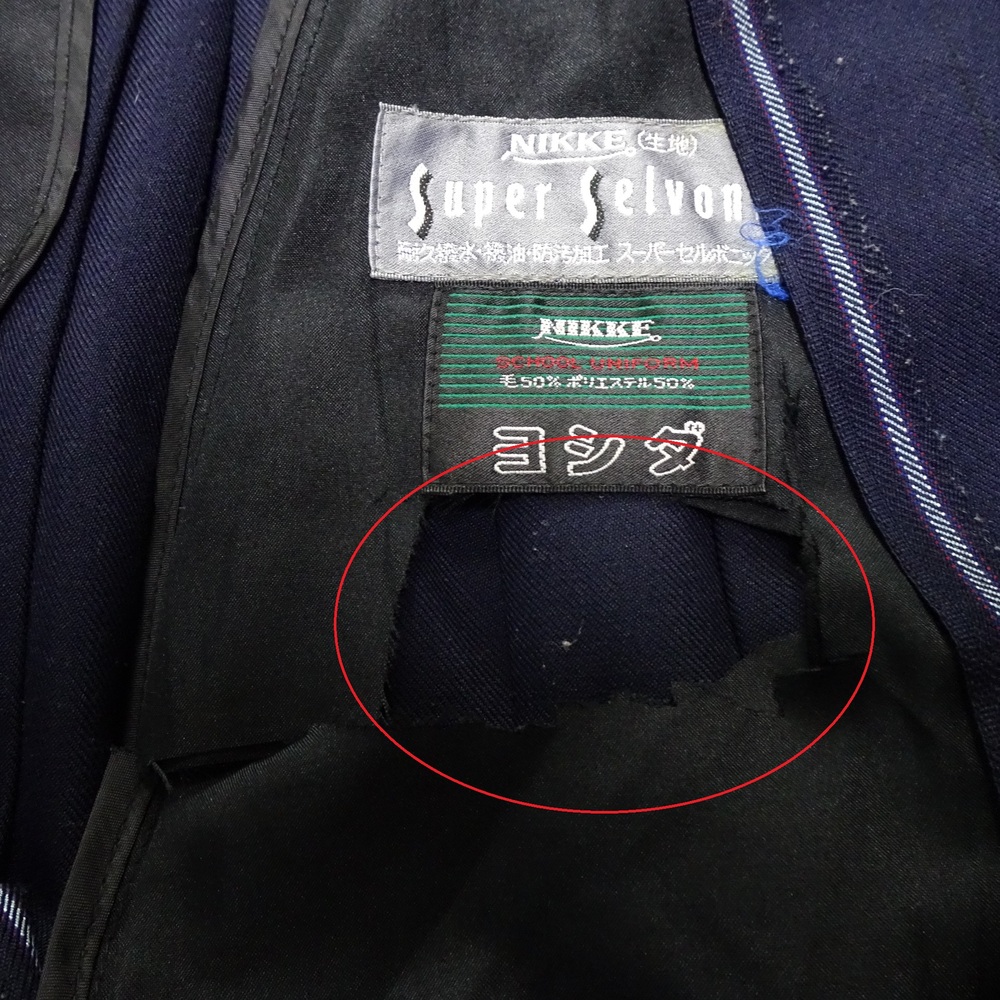 NIKKE (生地)
Super Selvon
耐久撥水・撥油・防汚加工 スーパーセルボニック
NIKKE
SCHOOL UNIFORM
毛50% ポリエステル50%
ヨシダ